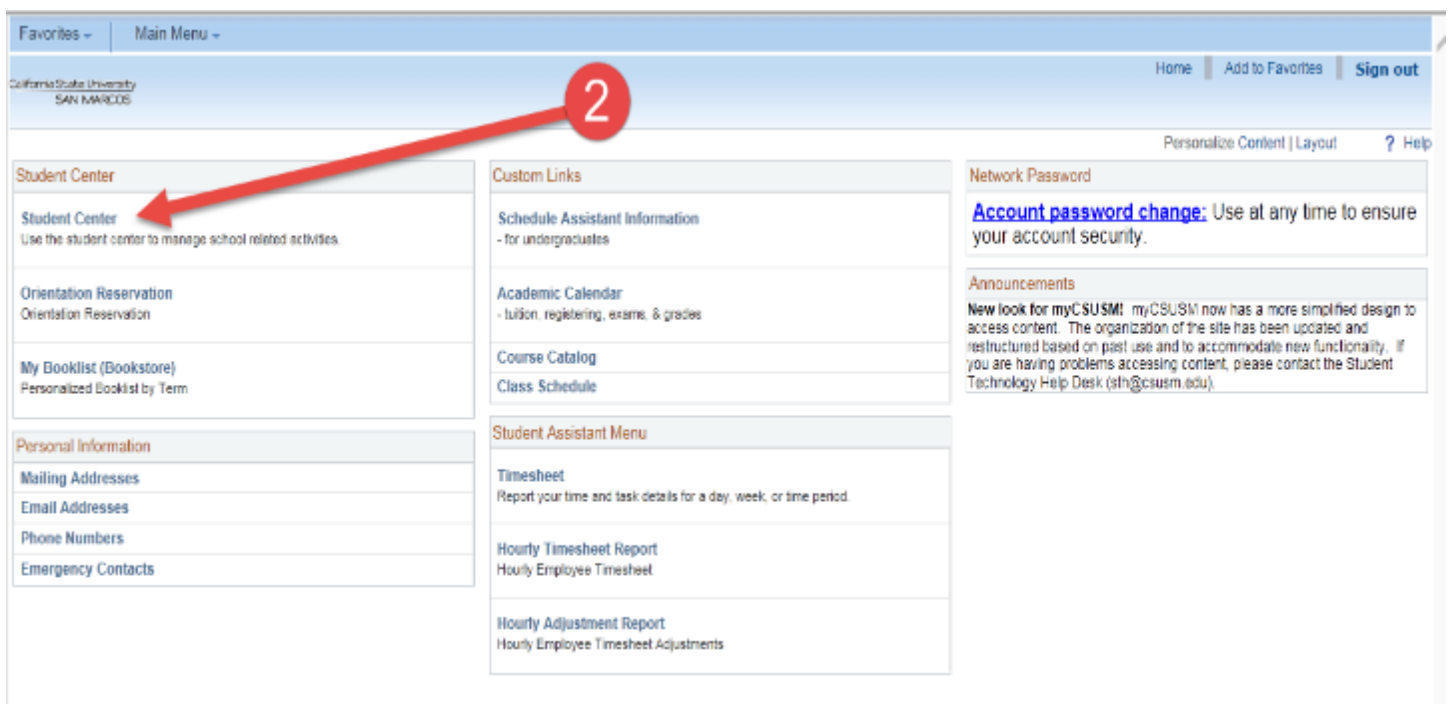 Favorites
Main Menu
California State University
SAN MARCOS
Home
Add to Favorites
Sign out
2
Personalize Content | Layout
? Help
Student Center
Student Center
Use the student center to manage school related activities.
Orientation Reservation
Orientation Reservation
My Booklist (Bookstore)
Personalized Booklist by Term
Personal Information
Mailing Addresses
Email Addresses
Phone Numbers
Emergency Contacts
Custom Links
Schedule Assistant Information
- for undergraduates
Academic Calendar
- tuition, registering, exams, & grades
Course Catalog
Class Schedule
Student Assistant Menu
Timesheet
Report your time and task details for a day, week, or time period.
Hourly Timesheet Report
Hourly Employee Timesheet
Hourly Adjustment Report
Hourly Employee Timesheet Adjustments
Network Password
Account password change: Use at any time to ensure
your account security.
Announcements
New look for myCSUSM! myCSUSM now has a more simplified design to
access content. The organization of the site has been updated and
restructured based on past use and to accommodate new functionality. If
you are having problems accessing content, please contact the Student
Technology Help Desk (sth@csusm.edu).